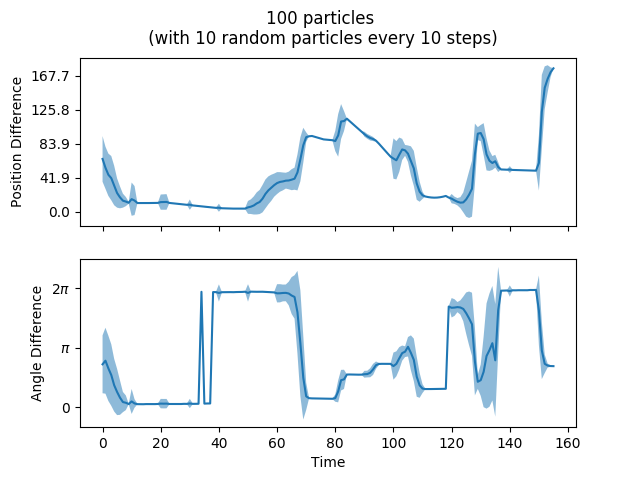 100 particles
(with 10 random particles every 10 steps)
Position Difference
167.7
125.8
83.9
41.9
0.0
Angle Difference
2π
π
0
0 20 40 60 80 100 120 140 160
Time